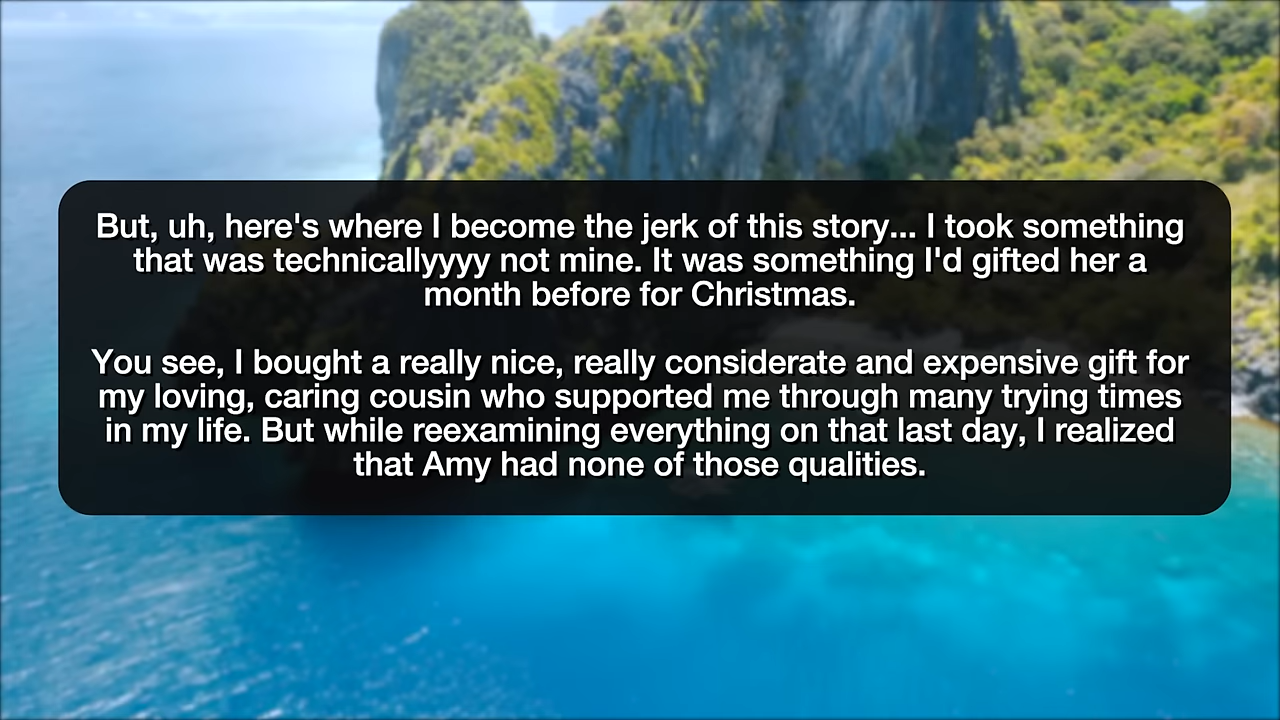 But, uh, here's where I become the jerk of this story... I took something
that was technicallyyyy not mine. It was something I'd gifted her a
month before for Christmas.
You see, I bought a really nice, really considerate and expensive gift for
my loving, caring cousin who supported me through many trying times
in my life. But while reexamining everything on that last day, I realized
that Amy had none of those qualities.